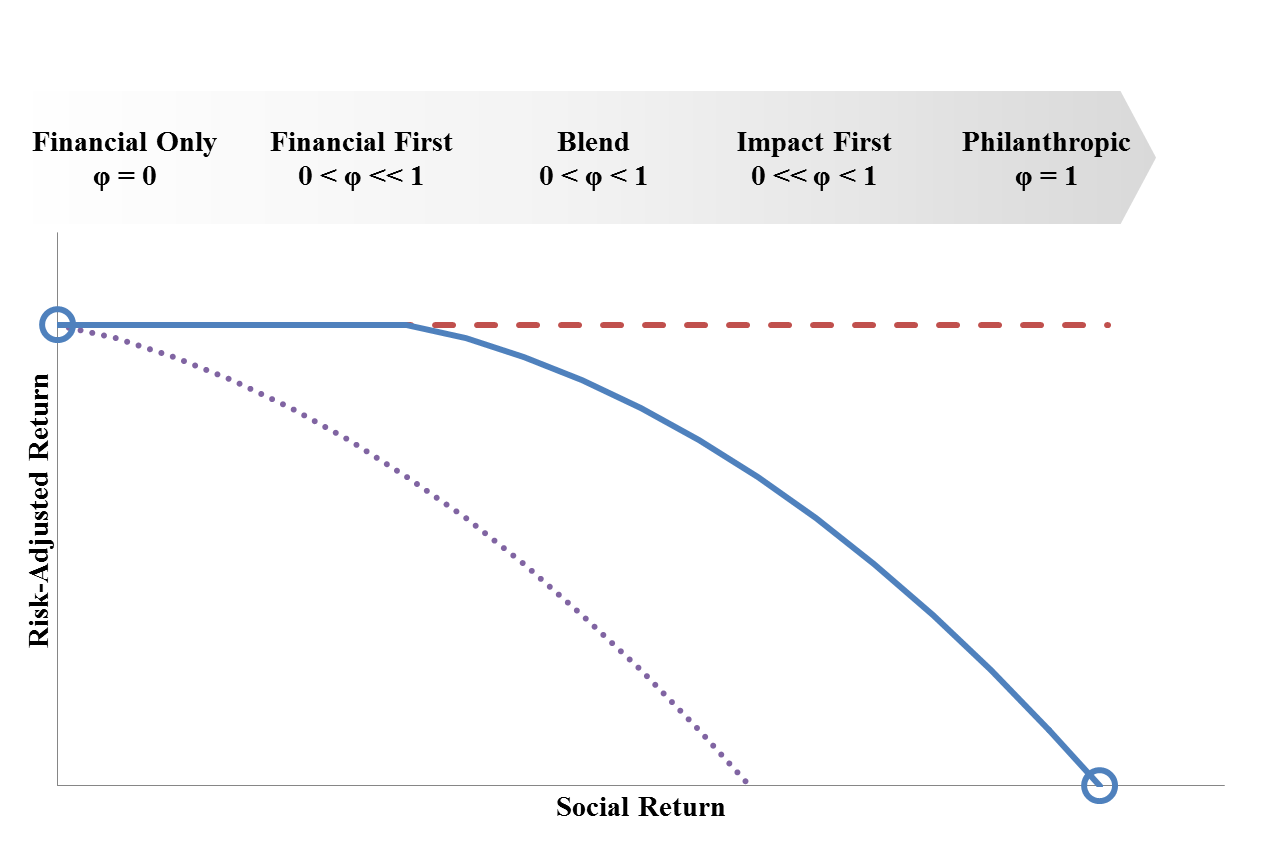 Financial Only
φ = 0
Financial First
0 < φ << 1
Blend
0 < φ < 1
Impact First
0 << φ < 1
Philanthropic
φ = 1
Risk-Adjusted Return
Social Return